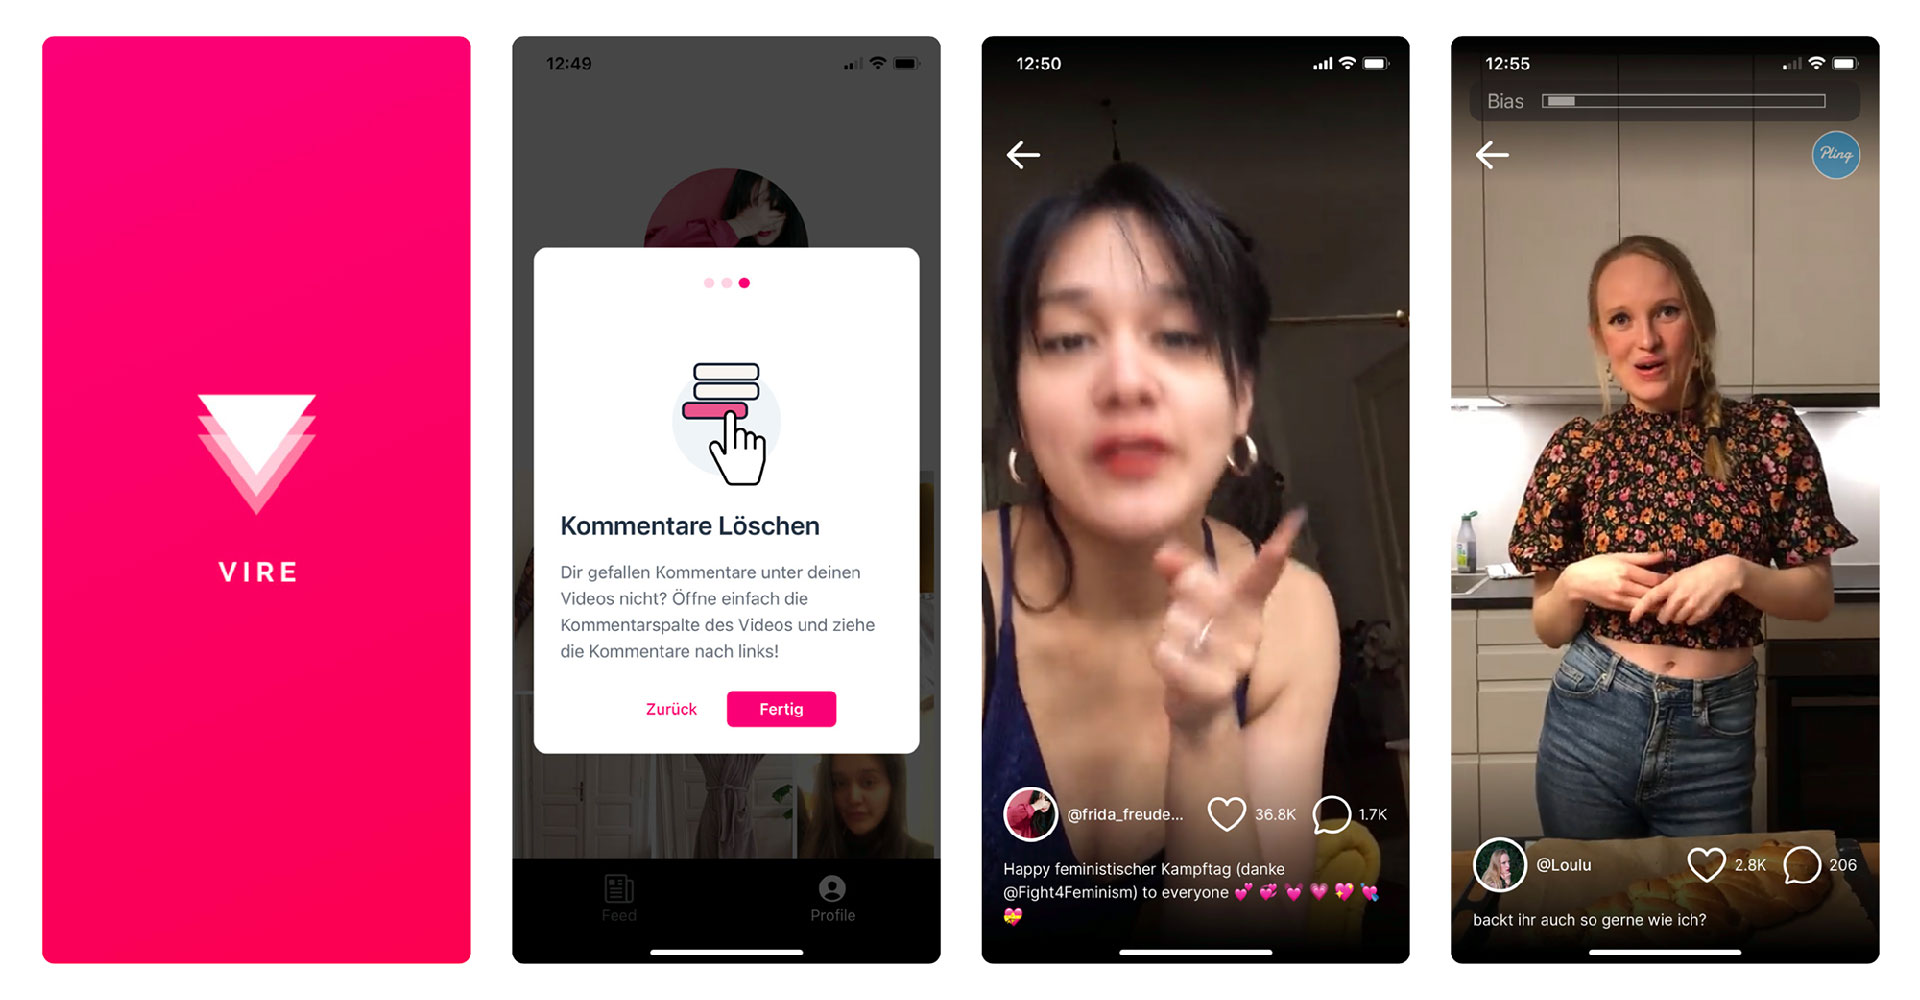 VIRE
12:49
Kommentare Löschen
Dir gefallen Kommentare unter deinen
Videos nicht? Öffne einfach die
Kommentarspalte des Videos und ziehe
die Kommentare nach links!
Zurück
Fertig
Feed
Profile
12:50
@frida_freude...
36.8K
1.7K
Happy feministischer Kampftag (danke
@Fight4Feminism) to everyone 💕 💞 💓 💗 💖 💘
💝
12:55
Bias
Pling
@Loulu
2.8K
206
backt ihr auch so gerne wie ich?